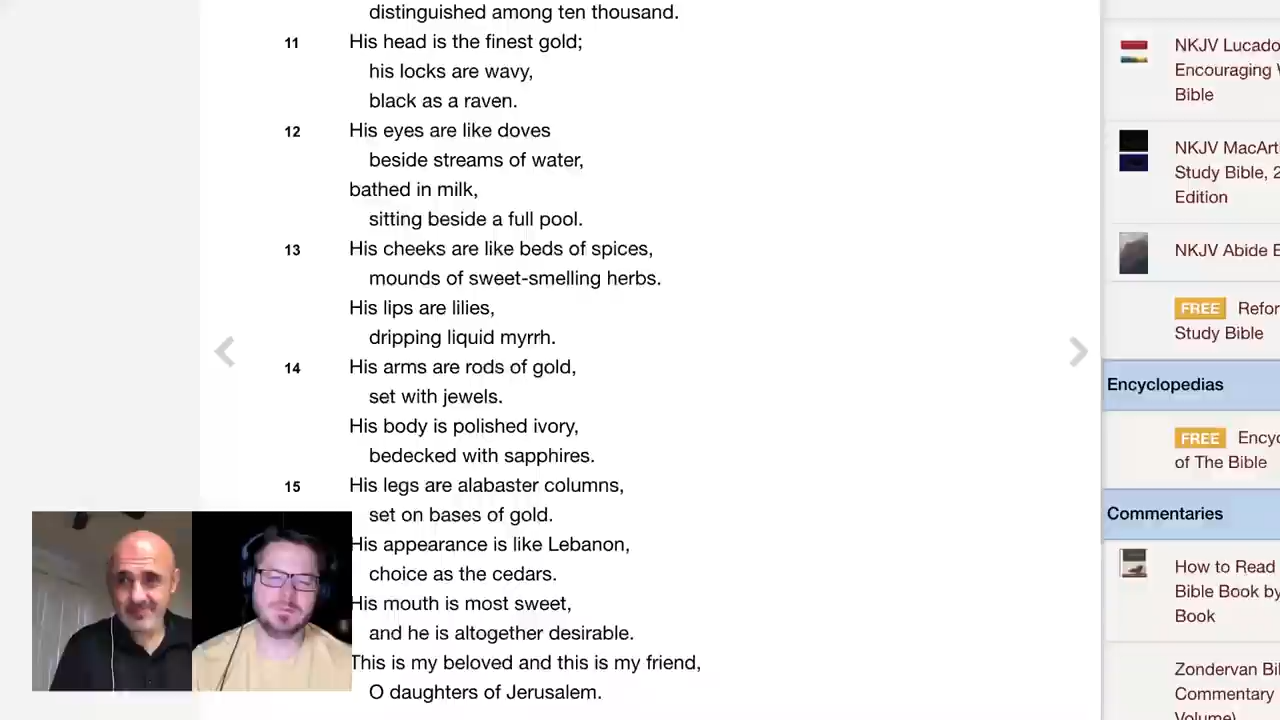 distinguished among ten thousand.
11 His head is the finest gold;
his locks are wavy,
black as a raven.
12 His eyes are like doves
beside streams of water,
bathed in milk,
sitting beside a full pool.
13 His cheeks are like beds of spices,
mounds of sweet-smelling herbs.
His lips are lilies,
dripping liquid myrrh.
14 His arms are rods of gold,
set with jewels.
His body is polished ivory,
bedecked with sapphires.
15 His legs are alabaster columns,
set on bases of gold.
His appearance is like Lebanon,
choice as the cedars.
His mouth is most sweet,
and he is altogether desirable.
This is my beloved and this is my friend,
O daughters of Jerusalem.
NKJV Lucado
Encouraging
Bible
NKJV MacArt
Study Bible, 2
Edition
NKJV Abide
FREE Refor
Study Bible
Encyclopedias
FREE Encyc
of The Bible
Commentaries
How to Read
Bible Book by
Book
Zondervan Bi
Commentary
Volume)